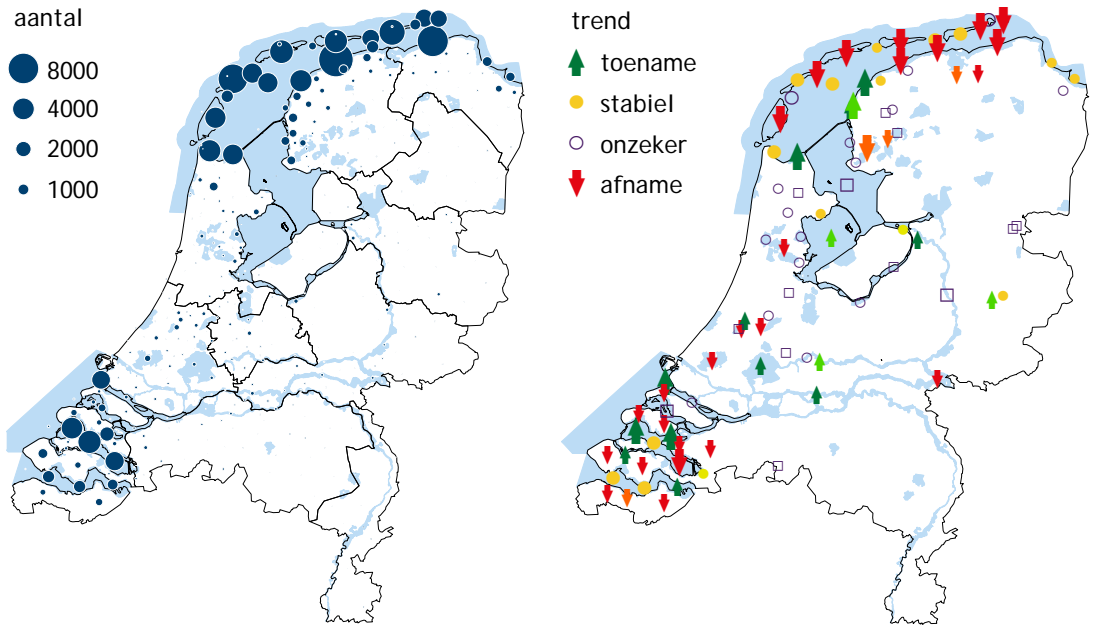 aantal
8000
4000
2000
1000
trend
toename
stabiel
onzeker
afname